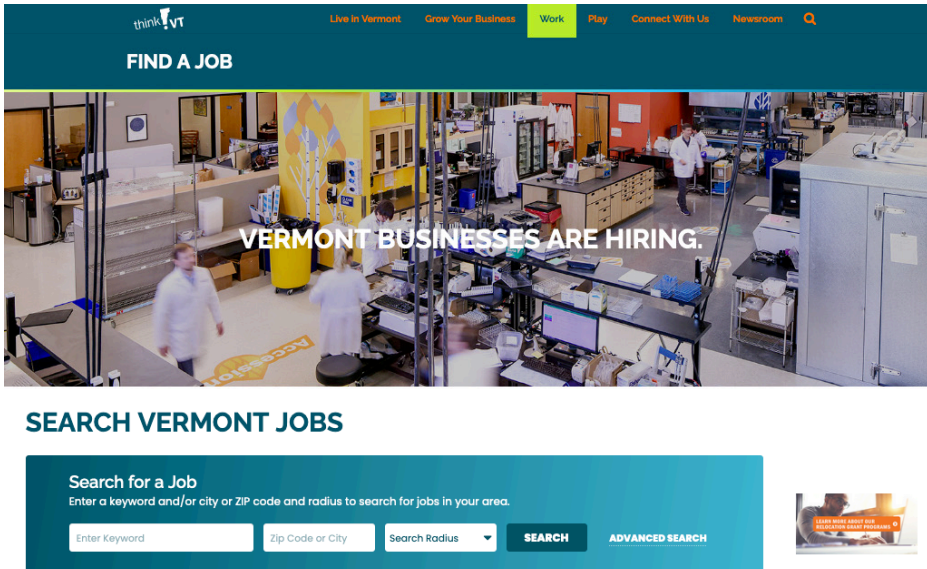 think VT
Live in Vermont Grow Your Business Work Play Connect With Us Newsroom
FIND A JOB
VERMONT BUSINESSES ARE HIRING.
Accession
SEARCH VERMONT JOBS
Search for a Job
Enter a keyword and/or city or ZIP code and radius to search for jobs in your area.
Enter Keyword Zip Code or City Search Radius SEARCH ADVANCED SEARCH
LEARN MORE ABOUT OUR
RELOCATION GRANT PROGRAMS